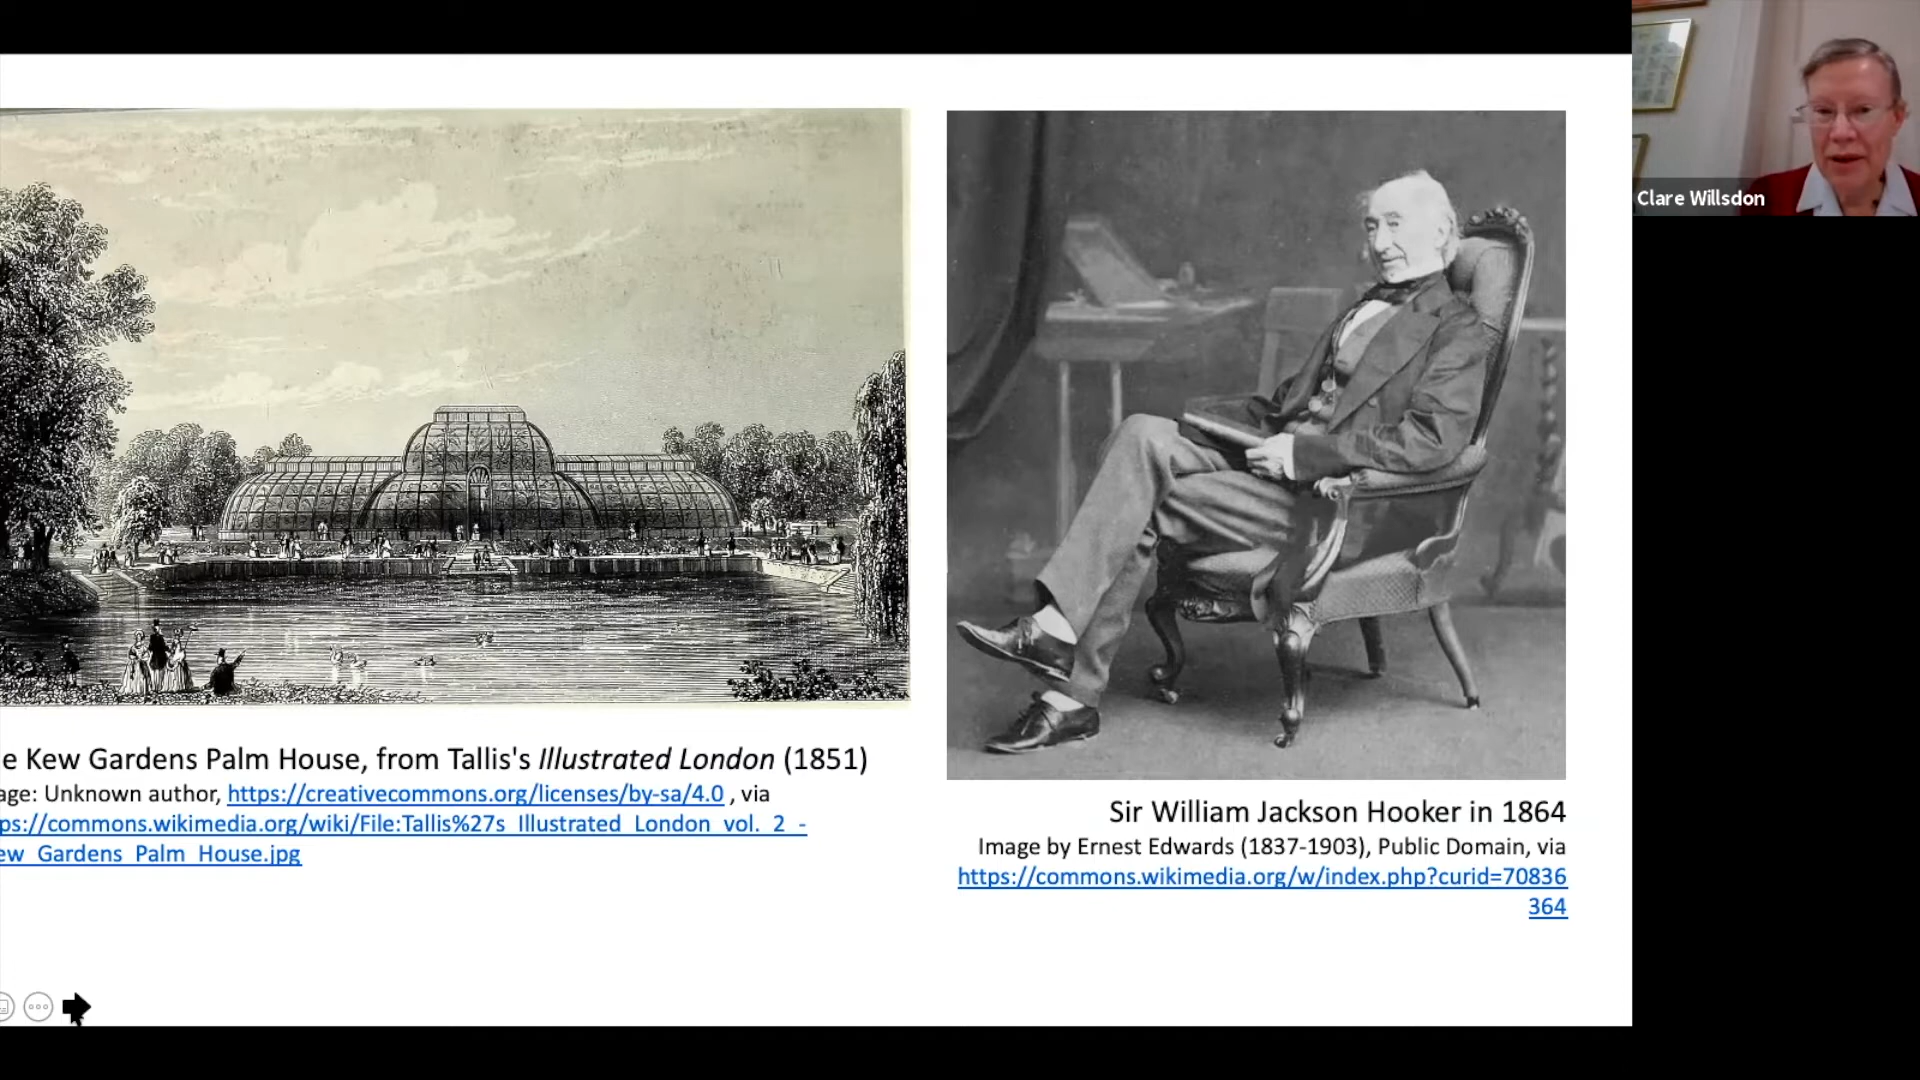 e Kew Gardens Palm House, from Tallis's Illustrated London (1851)
age: Unknown author, https://creativecommons.org/licenses/by-sa/4.0 , via
ps://commons.wikimedia.org/wiki/File:Tallis%27s_Illustrated_London_vol._2_-
ew_Gardens_Palm_House.jpg
Sir William Jackson Hooker in 1864
Image by Ernest Edwards (1837-1903), Public Domain, via
https://commons.wikimedia.org/w/index.php?curid=70836
364
Clare Willsdon